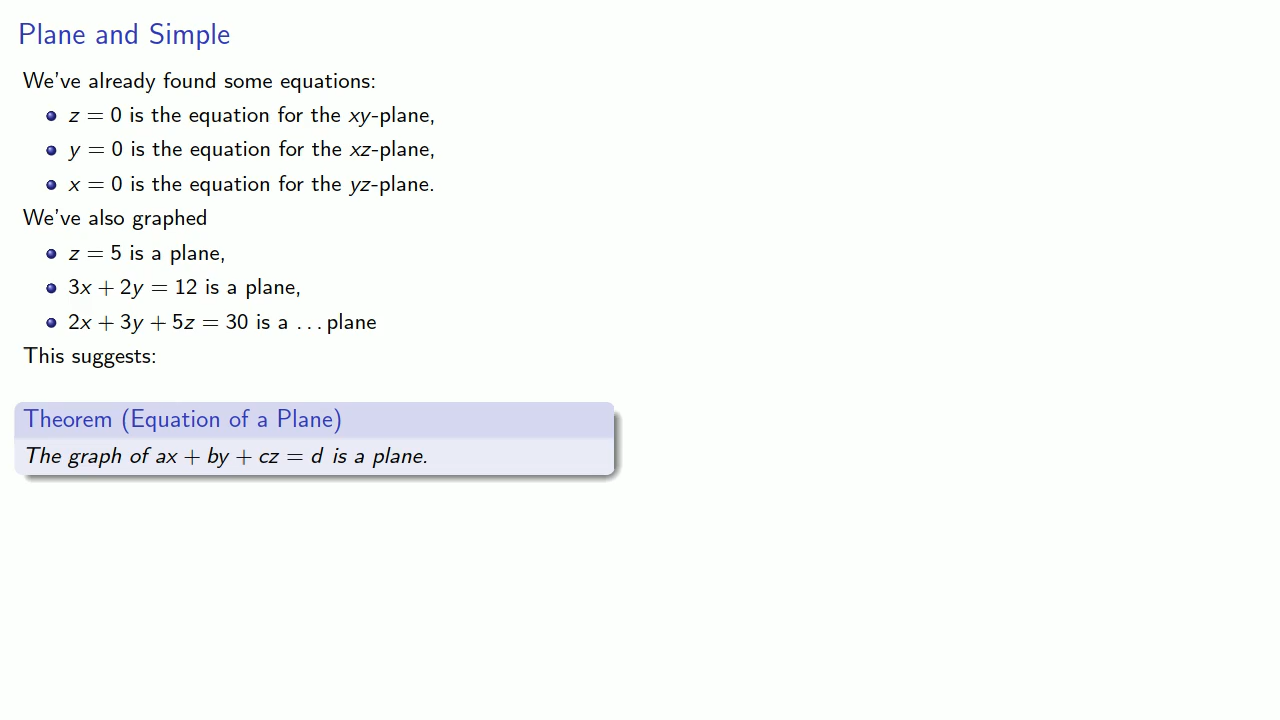 Plane and Simple
We've already found some equations:
z = 0 is the equation for the xy-plane,
y = 0 is the equation for the xz-plane,
x = 0 is the equation for the yz-plane.
We've also graphed
z = 5 is a plane,
3x + 2y = 12 is a plane,
2x + 3y + 5z = 30 is a ... plane
This suggests:
Theorem (Equation of a Plane)
The graph of ax + by + cz = d is a plane.